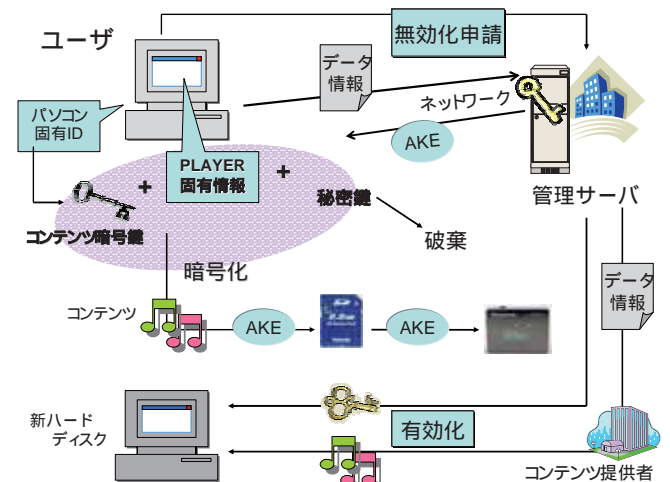 ユーザ
無効化申請
データ
情報
ネットワーク
パソコン
固有ID
AKE
PLAYER
固有情報
+
+
秘密鍵
管理サーバ
コンテンツ暗号鍵
破棄
暗号化
データ
情報
コンテンツ
AKE
AKE
新ハード
ディスク
有効化
コンテンツ提供者